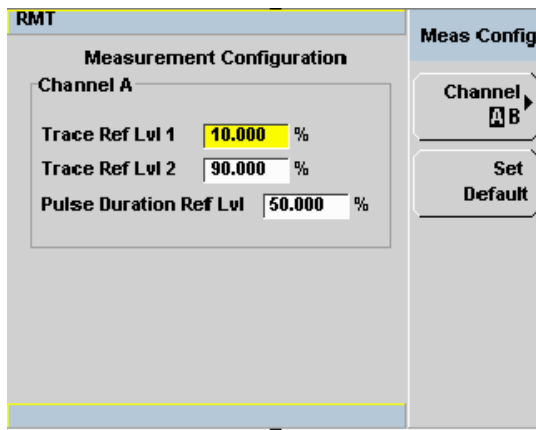 RMT
Measurement Configuration
Channel A
Trace Ref Lvl 1 10.000 %
Trace Ref Lvl 2 90.000 %
Pulse Duration Ref Lvl 50.000 %
Meas Config
Channel
A B
Set
Default